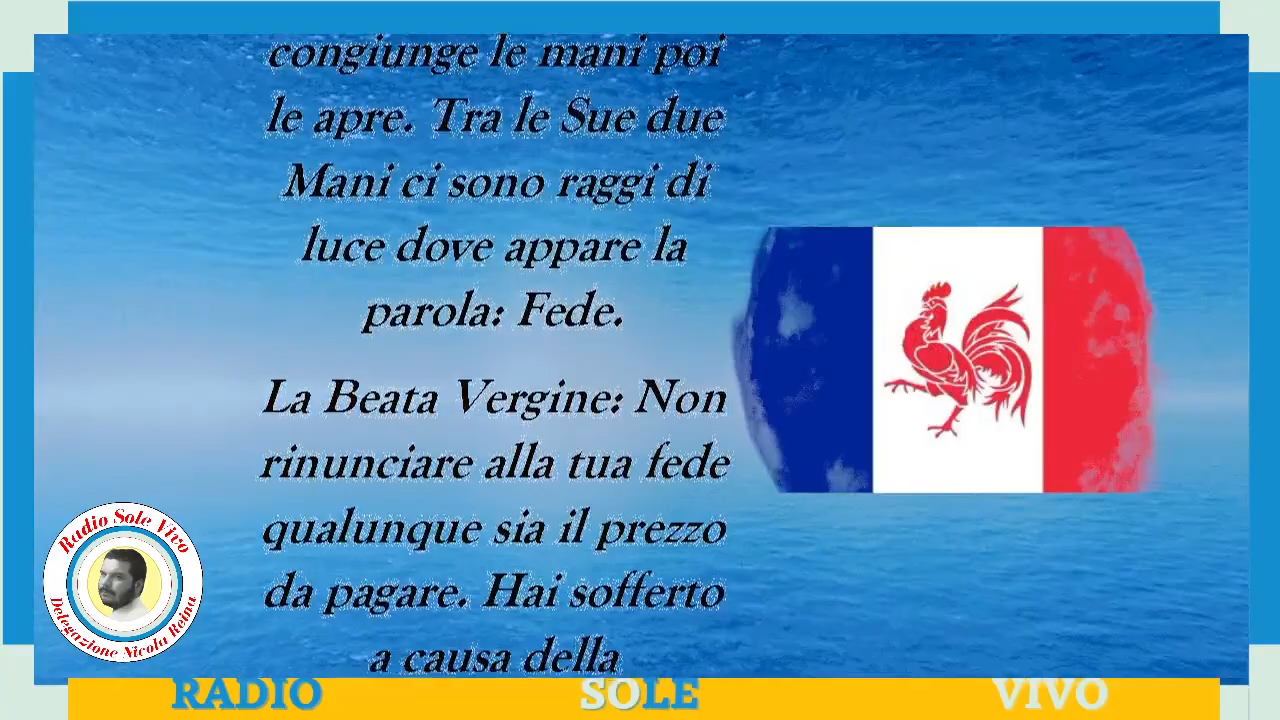 congiunge le mani poi
le apre. Tra le Sue due
Mani ci sono raggi di
luce dove appare la
parola: Fede.
La Beata Vergine: Non
rinunciare alla tua fede
qualunque sia il prezzo
da pagare. Hai sofferto
a causa della
Radio Sole Vivo
Delegazione Nicola Reina
RADIO SOLE VIVO